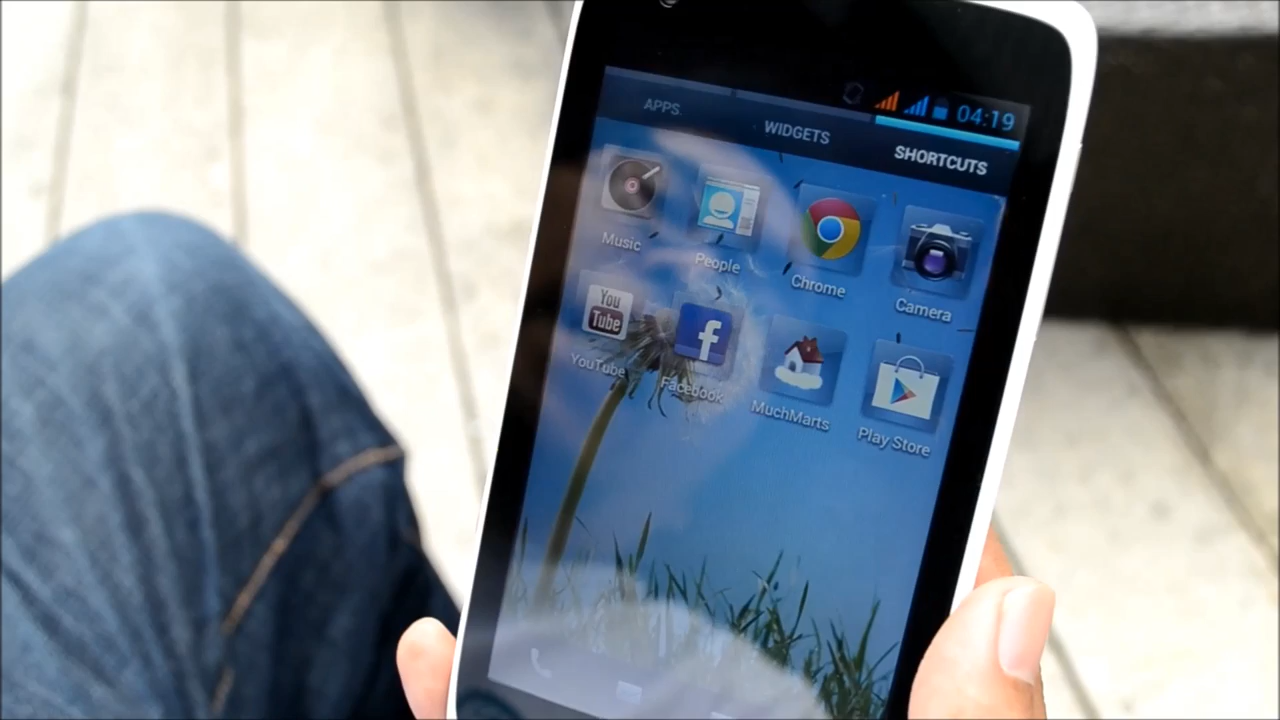 04:19
APPS
WIDGETS
SHORTCUTS
Music
People
Chrome
Camera
You
Tube
f
YouTube
Facebook
MuchMarts
Play Store